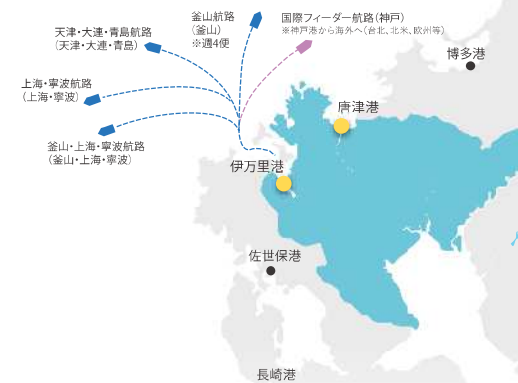 釜山航路
(釜山)
※週4便
国際フィーダー航路(神戸)
※神戸港から海外へ(台北、北米、欧州等)
天津・大連・青島航路
(天津・大連・青島)
上海・寧波航路
(上海・寧波)
釜山・上海・寧波航路
(釜山・上海・寧波)
博多港
唐津港
伊万里港
佐世保港
長崎港